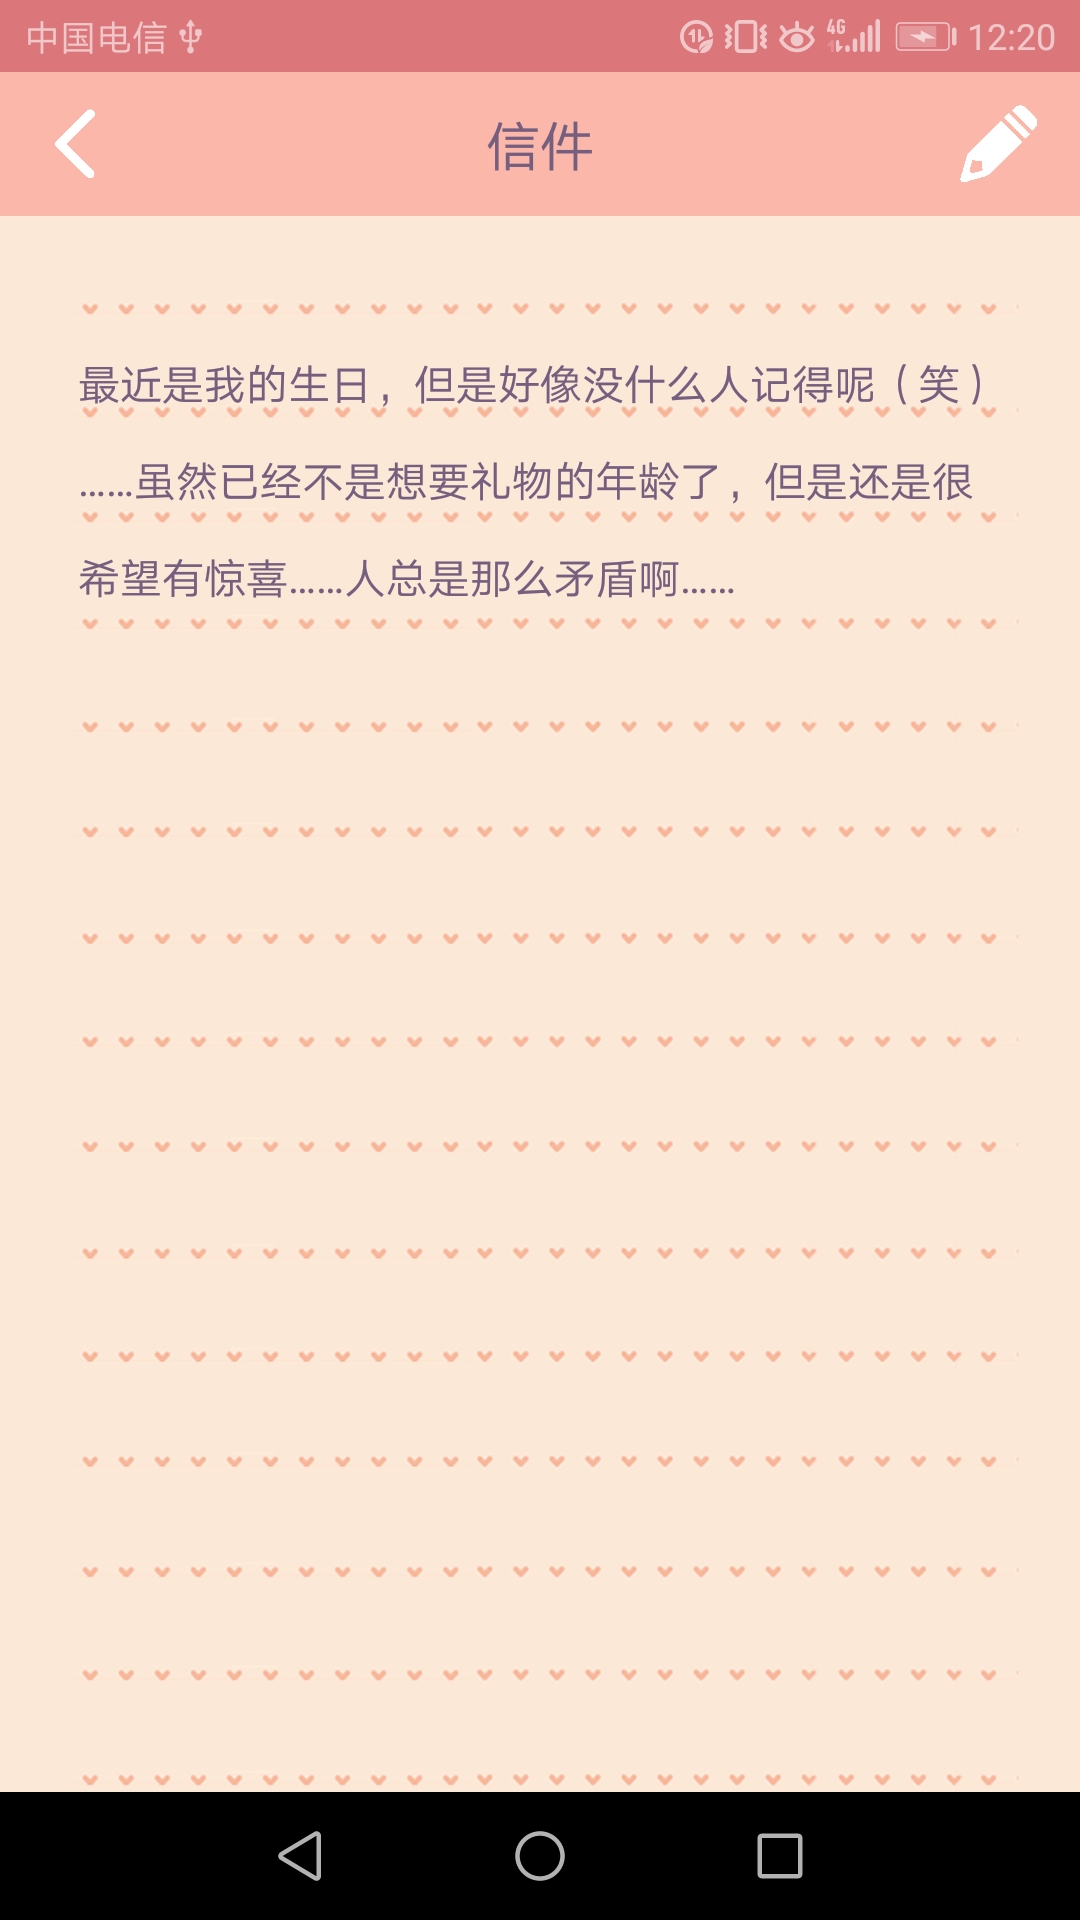 中国电信 4G 12:20
信件
最近是我的生日，但是好像没什么人记得呢（笑）
……虽然已经不是想要礼物的年龄了，但是还是很
希望有惊喜……人总是那么矛盾啊……